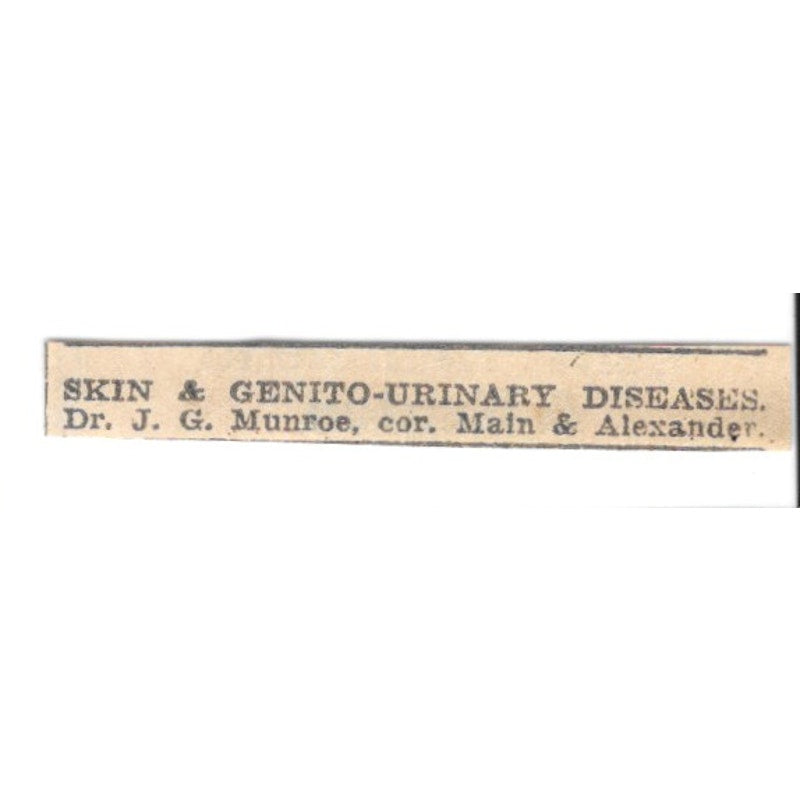 SKIN & GENITO-URINARY DISEASES.
Dr. J. G. Munroe, cor. Main & Alexander.